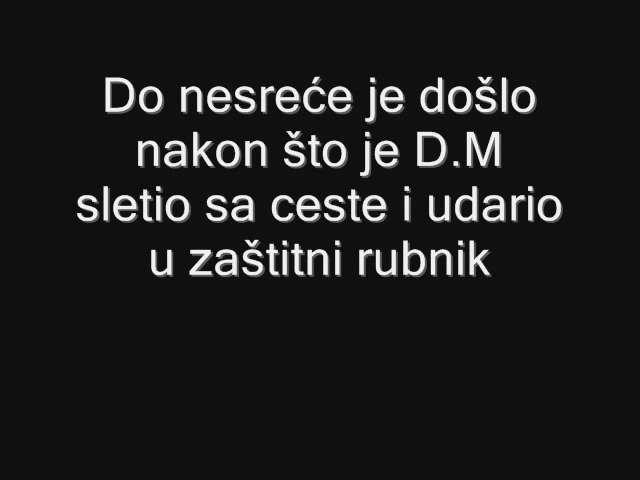 Do nesreće je došlo
nakon što je D.M
sletio sa ceste i udario
u zaštitni rubnik